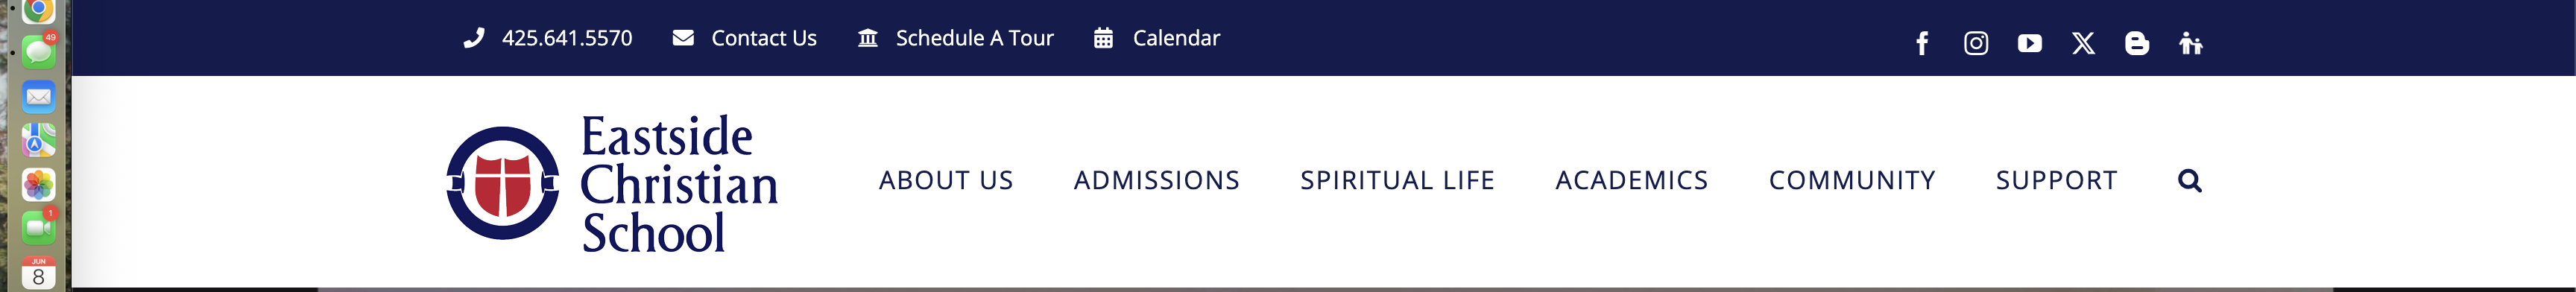 49
1
JUN
8
425.641.5570 Contact Us Schedule A Tour Calendar
Eastside
Christian
School
ABOUT US ADMISSIONS SPIRITUAL LIFE ACADEMICS COMMUNITY SUPPORT